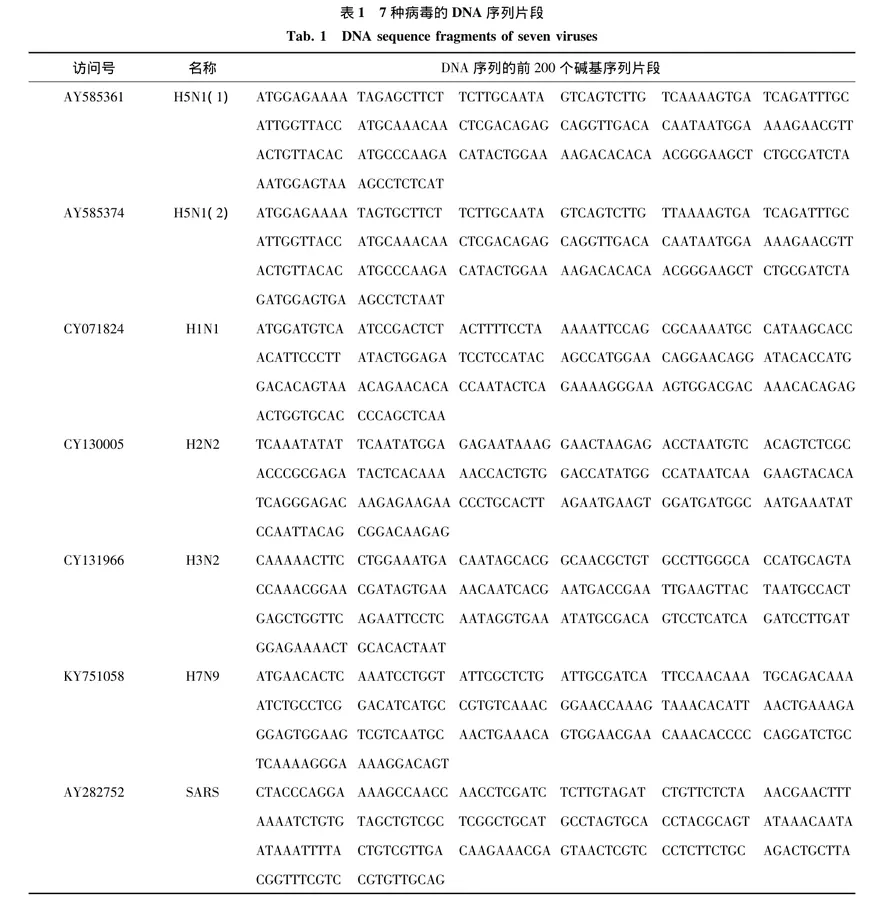 表 1　7 种病毒的 DNA 序列片段
Tab. 1　DNA sequence fragments of seven viruses
访问号 名称 DNA 序列的前 200 个碱基序列片段
AY585361 H5N1( 1) ATGGAGAAAA TAGAGCTTCT TCTTGCAATA GTCAGTCTTG TCAAAAGTGA TCAGATTTGC
ATTGGTTACC ATGCAAACAA CTCGACAGAG CAGGTTGACA CAATAATGGA AAAGAACGTT
ACTGTTACAC ATGCCCAAGA CATACTGGAA AAGACACACA ACGGGAAGCT CTGCGATCTA
AATGGAGTAA AGCCTCTCAT
AY585374 H5N1( 2) ATGGAGAAAA TAGTGCTTCT TCTTGCAATA GTCAGTCTTG TTAAAAGTGA TCAGATTTGC
ATTGGTTACC ATGCAAACAA CTCGACAGAG CAGGTTGACA CAATAATGGA AAAGAACGTT
ACTGTTACAC ATGCCCAAGA CATACTGGAA AAGACACACA ACGGGAAGCT CTGCGATCTA
GATGGAGTGA AGCCTCTAAT
CY071824 H1N1 ATGGATGTCA ATCCGACTCT ACTTTTCCTA AAAATTCCAG CGCAAAATGC CATAAGCACC
ACATTCCCTT ATACTGGAGA TCCTCCATAC AGCCATGGAA CAGGAACAGG ATACACCATG
GACACAGTAA ACAGAACACA CCAATACTCA GAAAAGGGAA AGTGGACGAC AAACACAGAG
ACTGGTGCAC CCCAGCTCAA
CY130005 H2N2 TCAAATATAT TCAATATGGA GAGAATAAAG GAACTAAGAG ACCTAATGTC ACAGTCTCGC
ACCCGCGAGA TACTCACAAA AACCACTGTG GACCATATGG CCATAATCAA GAAGTACACA
TCAGGGAGAC AAGAGAAGAA CCCTGCACTT AGAATGAAGT GGATGATGGC AATGAAATAT
CCAATTACAG CGGACAAGAG
CY131966 H3N2 CAAAAACTTC CTGGAAATGA CAATAGCACG GCAACGCTGT GCCTTGGGCA CCATGCAGTA
CCAAACGGAA CGATAGTGAA AACAATCACG AATGACCGAA TTGAAGTTAC TAATGCCACT
GAGCTGGTTC AGAATTCCTC AATAGGTGAA ATATGCGACA GTCCTCATCA GATCCTTGAT
GGAGAAAACT GCACACTAAT
KY751058 H7N9 ATGAACACTC AAATCCTGGT ATTCGCTCTG ATTGCGATCA TTCCAACAAA TGCAGACAAA
ATCTGCCTCG GACATCATGC CGTGTCAAAC GGAACCAAAG TAAACACATT AACTGAAAGA
GGAGTGGAAG TCGTCAATGC AACTGAAACA GTGGAACGAA CAAACACCCC CAGGATCTGC
TCAAAAGGGA AAAGGACAGT
AY282752 SARS CTACCCAGGA AAAGCCAACC AACCTCGATC TCTTGTAGAT CTGTTCTCTA AACGAACTTT
AAAATCTGTG TAGCTGTCGC TCGGCTGCAT GCCTAGTGCA CCTACGCAGT ATAAACAATA
ATAAATTTTA CTGTCGTTGA CAAGAAACGA GTAACTCGTC CCTCTTCTGC AGACTGCTTA
CGGTTTCGTC CGTGTTGCAG